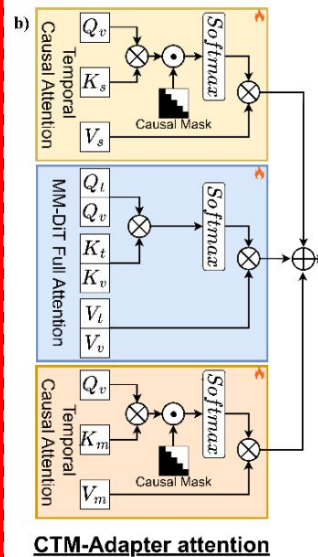 b)
Temporal
Causal Attention
Q_v
K_s
V_s
Softmax
Causal Mask
MM-DiT Full Attention
Q_t
Q_v
K_t
K_v
V_t
V_v
Softmax
Temporal
Causal Attention
Q_v
K_m
V_m
Softmax
Causal Mask
CTM-Adapter attention